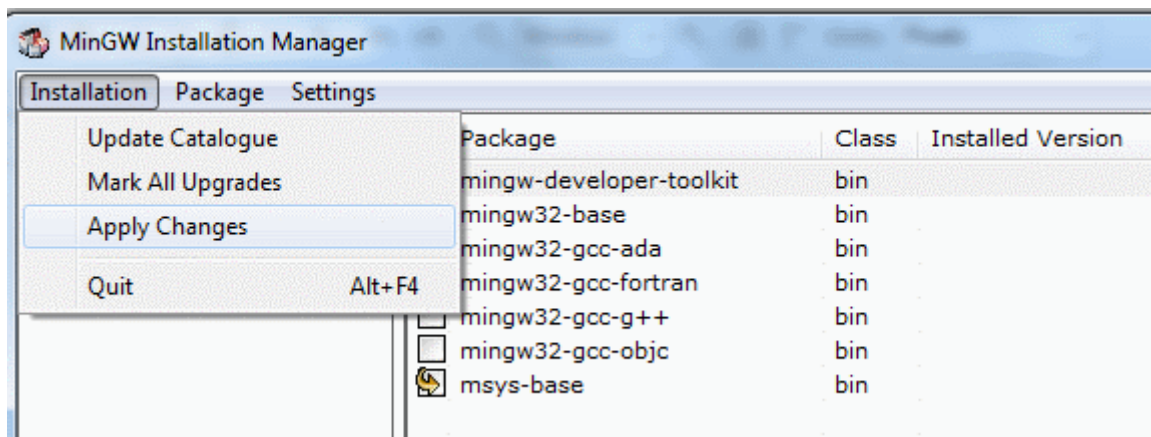 MinGW Installation Manager
Installation Package Settings
Update Catalogue
Mark All Upgrades
Apply Changes
Quit Alt+F4
Package Class Installed Version
mingw-developer-toolkit bin
mingw32-base bin
mingw32-gcc-ada bin
mingw32-gcc-fortran bin
mingw32-gcc-g++ bin
mingw32-gcc-objc bin
msys-base bin